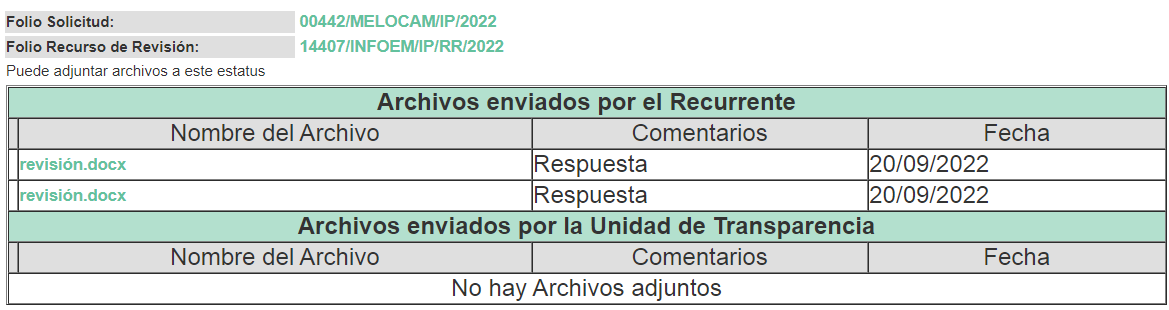 Folio Solicitud: 00442/MELOCAM/IP/2022
Folio Recurso de Revisión: 14407/INFOEM/IP/RR/2022
Puede adjuntar archivos a este estatus
Archivos enviados por el Recurrente
Nombre del Archivo Comentarios Fecha
revisión.docx Respuesta 20/09/2022
revisión.docx Respuesta 20/09/2022
Archivos enviados por la Unidad de Transparencia
Nombre del Archivo Comentarios Fecha
No hay Archivos adjuntos